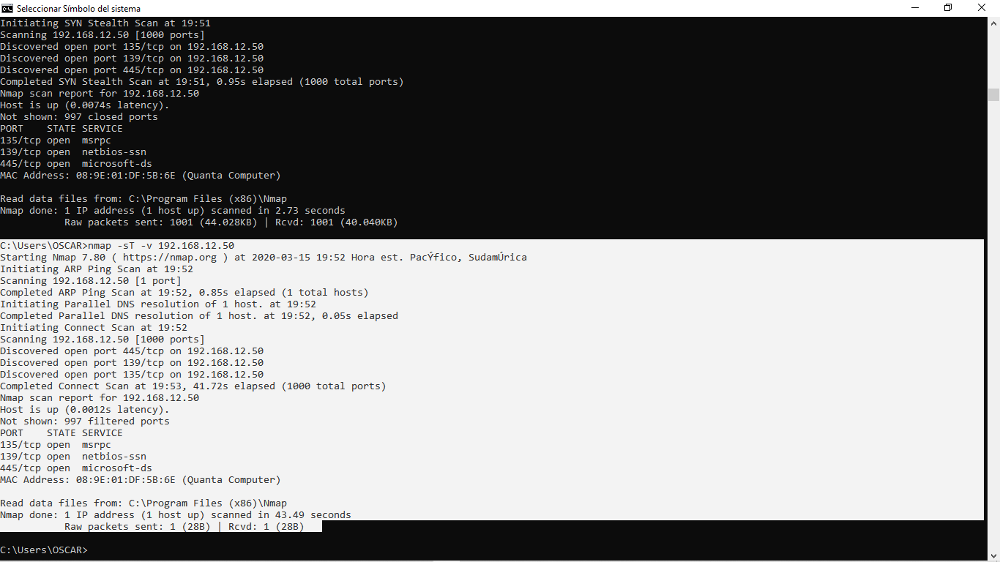 Seleccionar Símbolo del sistema
Initiating SYN Stealth Scan at 19:51
Scanning 192.168.12.50 [1000 ports]
Discovered open port 135/tcp on 192.168.12.50
Discovered open port 139/tcp on 192.168.12.50
Discovered open port 445/tcp on 192.168.12.50
Completed SYN Stealth Scan at 19:51, 0.95s elapsed (1000 total ports)
Nmap scan report for 192.168.12.50
Host is up (0.0074s latency).
Not shown: 997 closed ports
PORT    STATE SERVICE
135/tcp open  msrpc
139/tcp open  netbios-ssn
445/tcp open  microsoft-ds
MAC Address: 08:9E:01:DF:5B:6E (Quanta Computer)

Read data files from: C:\Program Files (x86)\Nmap
Nmap done: 1 IP address (1 host up) scanned in 2.73 seconds
           Raw packets sent: 1001 (44.028KB) | Rcvd: 1001 (40.040KB)

C:\Users\OSCAR>nmap -sT -v 192.168.12.50
Starting Nmap 7.80 ( https://nmap.org ) at 2020-03-15 19:52 Hora est. PacÝfico, SudamÚrica
Initiating ARP Ping Scan at 19:52
Scanning 192.168.12.50 [1 port]
Completed ARP Ping Scan at 19:52, 0.85s elapsed (1 total hosts)
Initiating Parallel DNS resolution of 1 host. at 19:52
Completed Parallel DNS resolution of 1 host. at 19:52, 0.05s elapsed
Initiating Connect Scan at 19:52
Scanning 192.168.12.50 [1000 ports]
Discovered open port 445/tcp on 192.168.12.50
Discovered open port 139/tcp on 192.168.12.50
Discovered open port 135/tcp on 192.168.12.50
Completed Connect Scan at 19:53, 41.72s elapsed (1000 total ports)
Nmap scan report for 192.168.12.50
Host is up (0.0012s latency).
Not shown: 997 filtered ports
PORT    STATE SERVICE
135/tcp open  msrpc
139/tcp open  netbios-ssn
445/tcp open  microsoft-ds
MAC Address: 08:9E:01:DF:5B:6E (Quanta Computer)

Read data files from: C:\Program Files (x86)\Nmap
Nmap done: 1 IP address (1 host up) scanned in 43.49 seconds
           Raw packets sent: 1 (28B) | Rcvd: 1 (28B)

C:\Users\OSCAR>